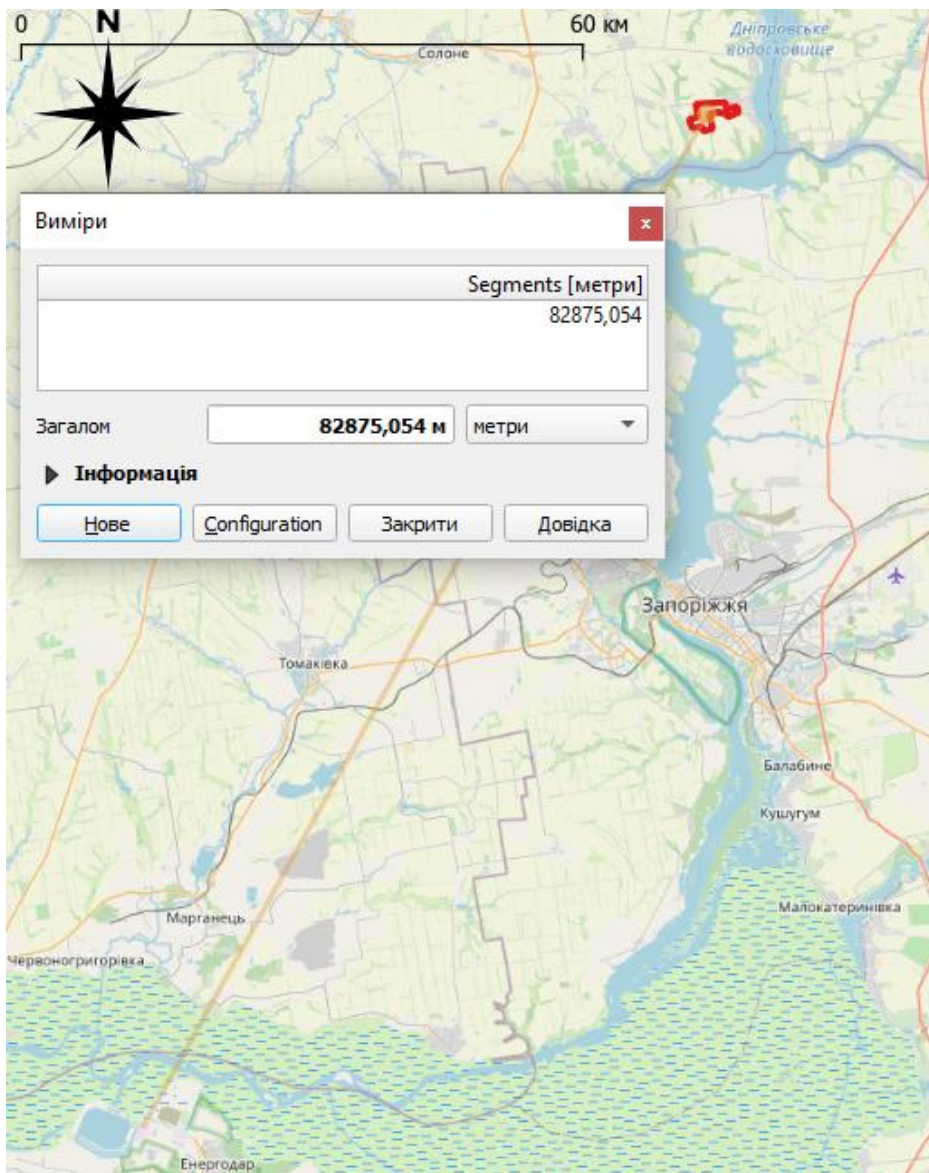 0 N 60 км
Дніпровське
водосховище
Солоне
Виміри
x
Segments [метри]
82875,054
Загалом 82875,054 м метри
Інформація
Нове Configuration Закрити Довідка
Запоріжжя
Томаківка
Балабине
Кушугум
Марганець
Малокатеринівка
Червоногригорівка
Енергодар